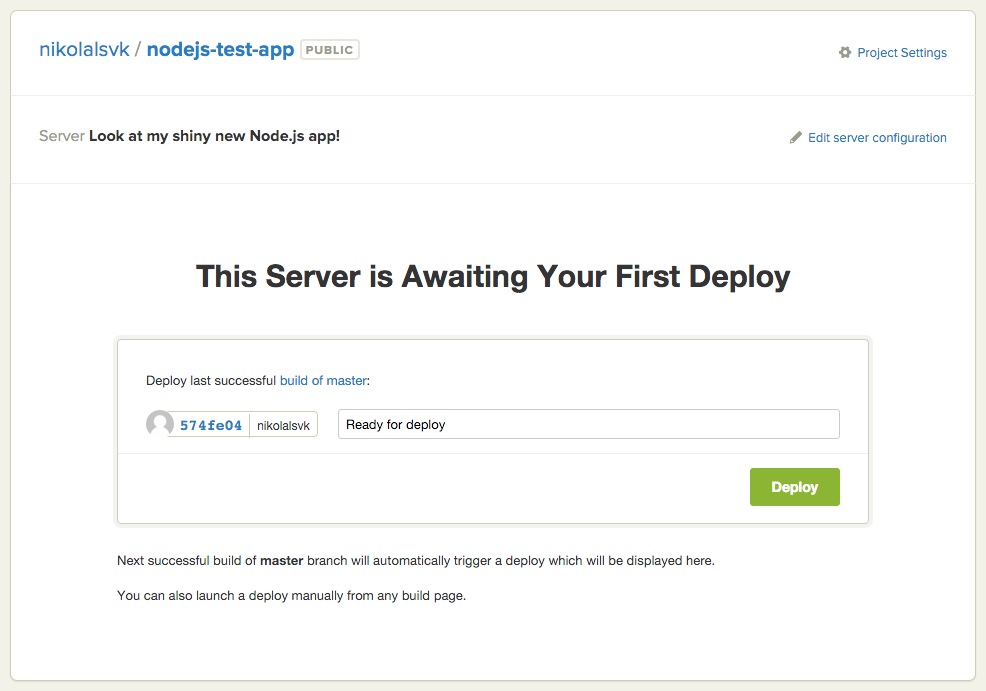 nikolalsvk / nodejs-test-app PUBLIC
Project Settings
Server Look at my shiny new Node.js app!
Edit server configuration
This Server is Awaiting Your First Deploy
Deploy last successful build of master:
574fe04 nikolalsvk Ready for deploy
Deploy
Next successful build of master branch will automatically trigger a deploy which will be displayed here.
You can also launch a deploy manually from any build page.